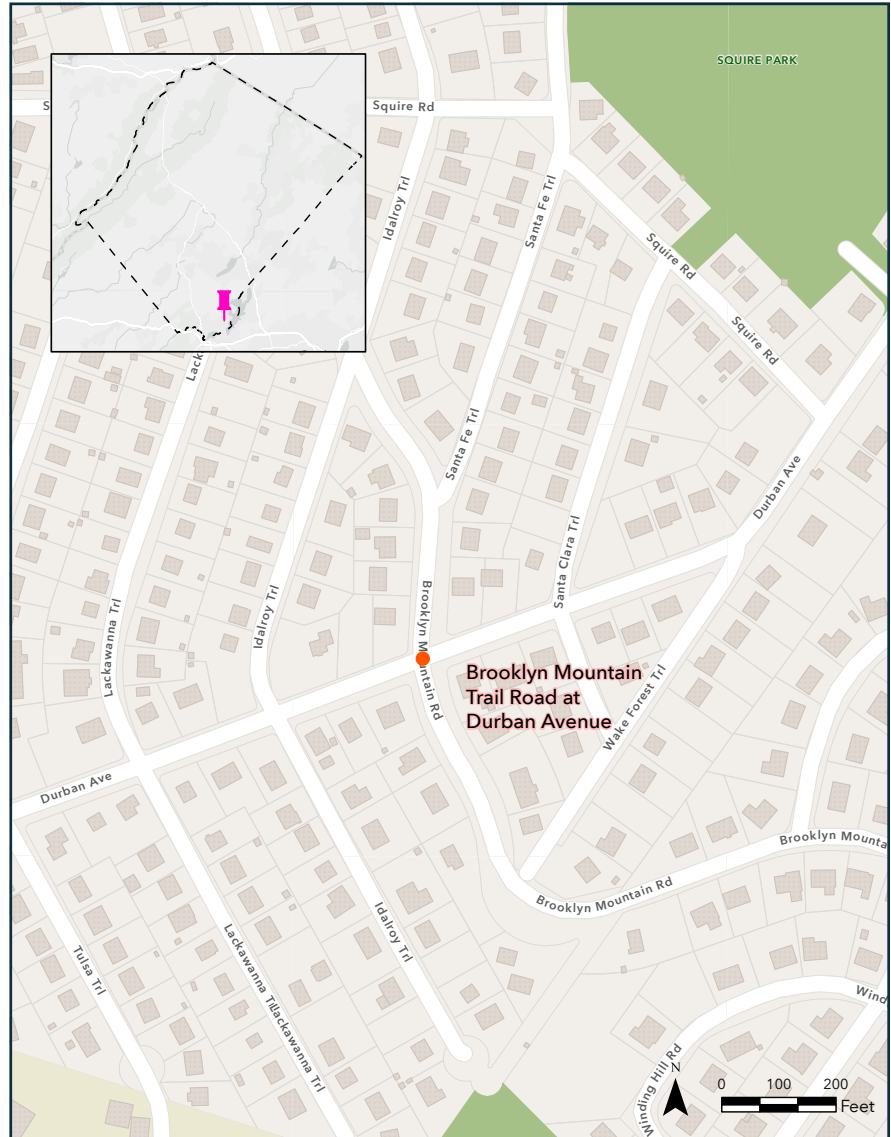 SQUIRE PARK
S
Squire Rd
Idalroy Trl
Santa Fe Trl
Squire Rd
Squire Rd
Lack
Santa Fe Trl
Durban Ave
Santa Clara Trl
Brooklyn Mountain Rd
Idalroy Trl
Lackawanna Trl
Brooklyn Mountain
Trail Road at
Durban Avenue
Wake Forest Trl
Durban Ave
Brooklyn Mounta
Brooklyn Mountain Rd
Idalroy Trl
Tulsa Trl
Lackawanna Trl
Lackawanna Trl
Wind
Winding Hill Rd
N
0 100 200
Feet